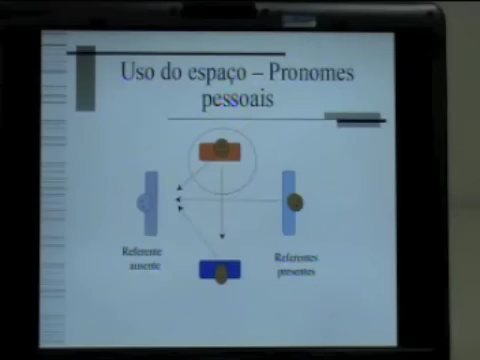 Uso do espaço – Pronomes
pessoais
Referente
ausente
Referentes
presentes